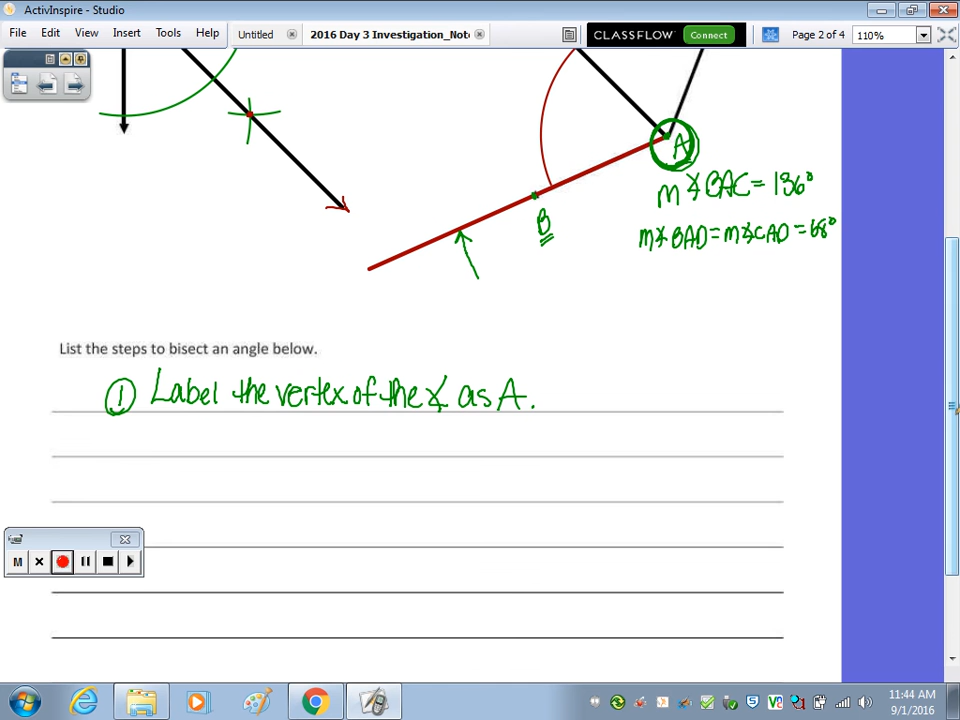 ActivInspire - Studio
File Edit View Insert Tools Help Untitled 2016 Day 3 Investigation_Not CLASSFLOW Connect Page 2 of 4 110%
A
m∡BAC = 136°
B
m∡BAD = m∡CAD = 68°
List the steps to bisect an angle below.
① Label the vertex of the ∡ as A.
M
11:44 AM
9/1/2016